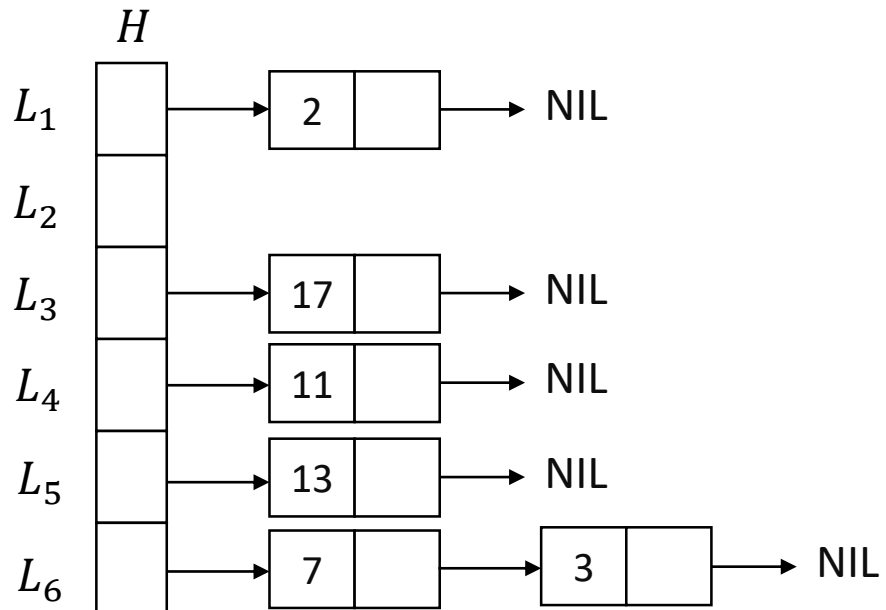 H
L₁ 2 NIL
L₂
L₃ 17 NIL
L₄ 11 NIL
L₅ 13 NIL
L₆ 7 3 NIL